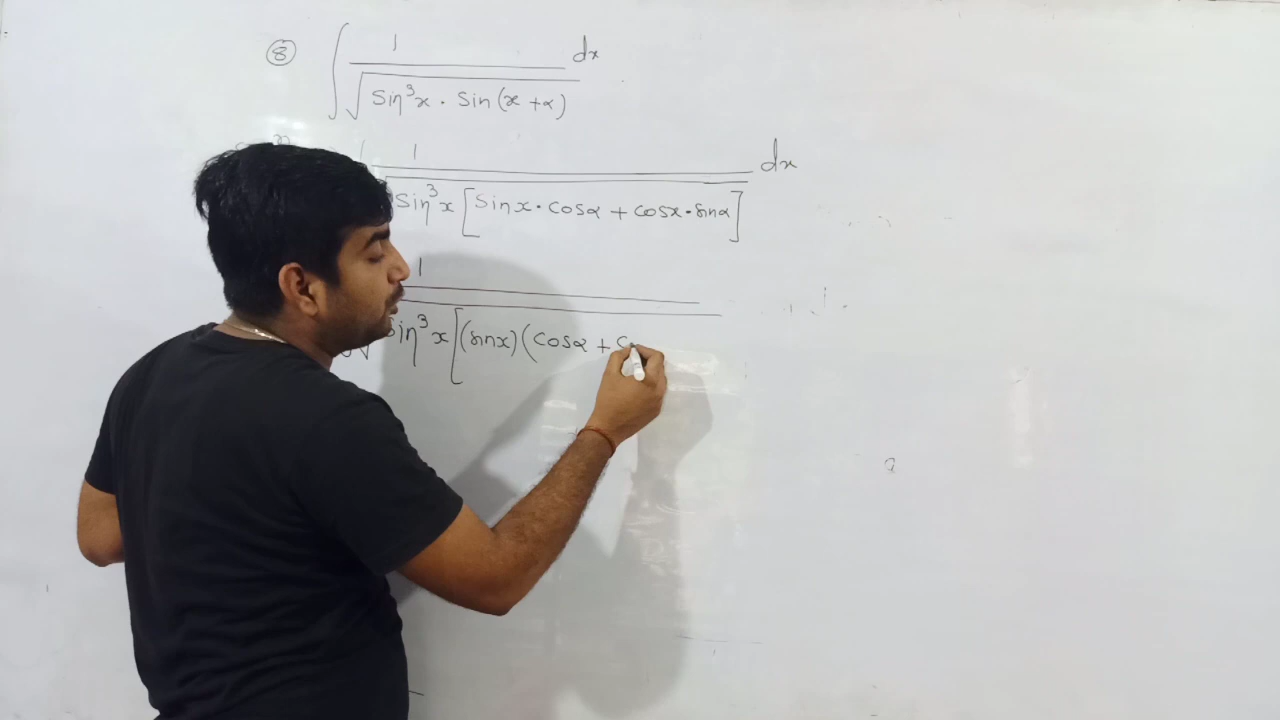 ⑧ ∫ 1 / √(Sin³x · Sin(x+α)) dx
1 / √(Sin³x [Sinx · cosα + cosx · sinα]) dx
1 / √(Sin³x [(sinx)(cosα + c